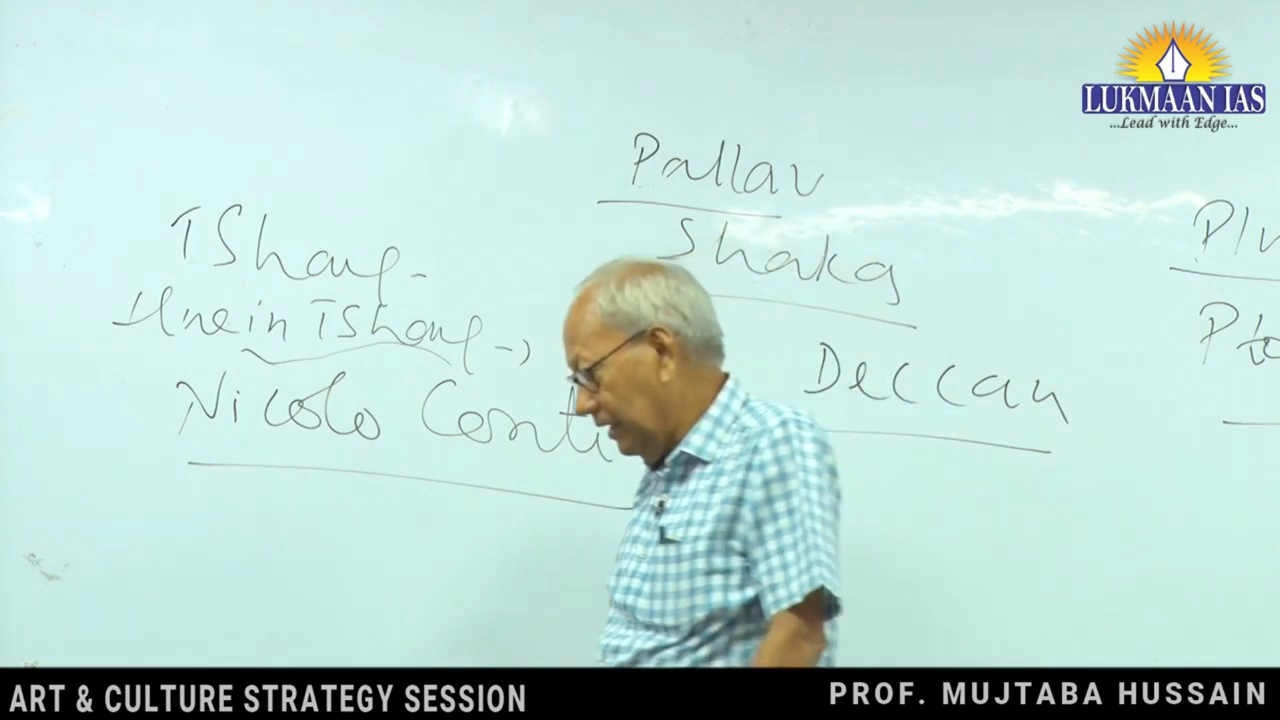 LUKMAAN IAS
...Lead with Edge...
Pallav
Shaka
Deccan
TShang-
TShang
Nicolo Conti
ART & CULTURE STRATEGY SESSION
PROF. MUJTABA HUSSAIN